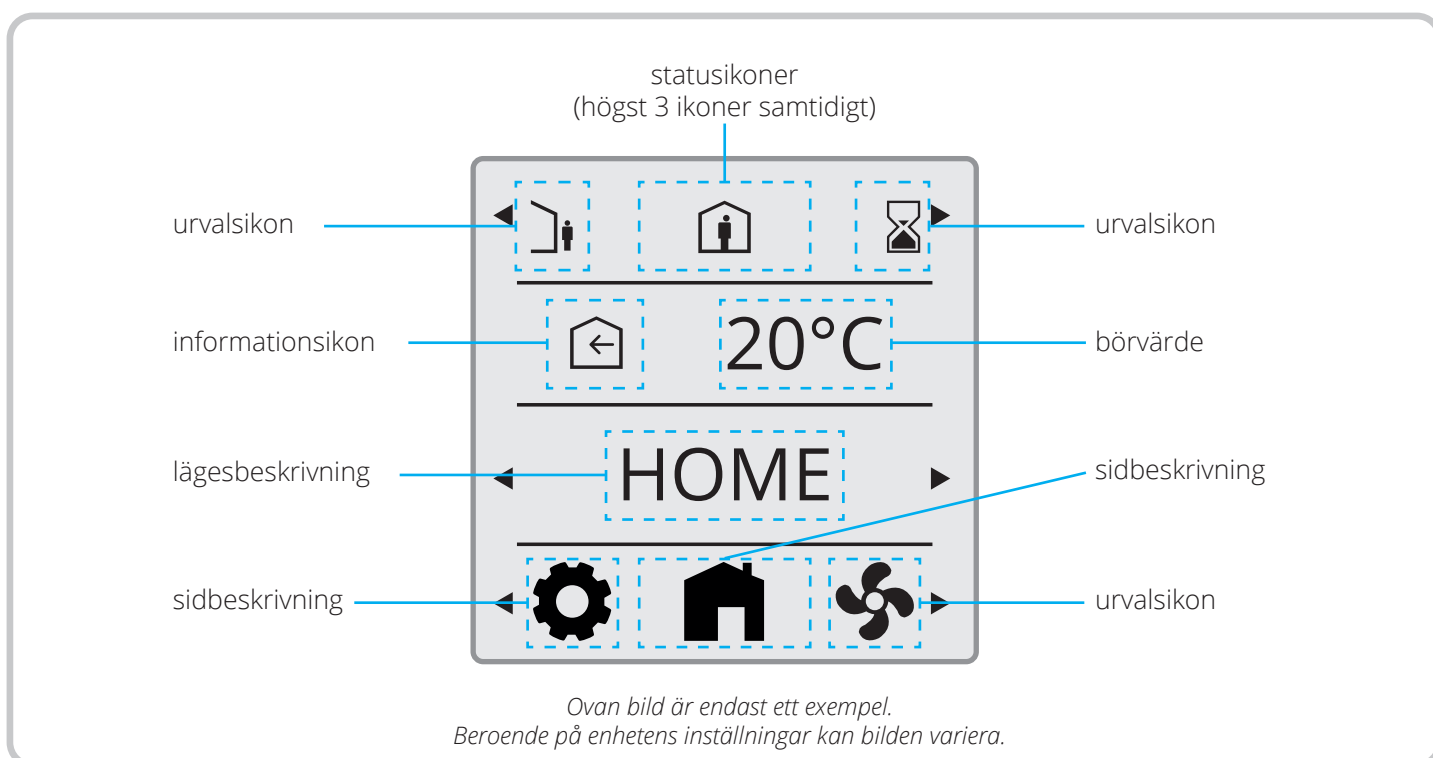 statusikoner
(högst 3 ikoner samtidigt)
urvalsikon
urvalsikon
informationsikon
20°C
börvärde
lägesbeskrivning
HOME
sidbeskrivning
sidbeskrivning
urvalsikon
Ovan bild är endast ett exempel.
Beroende på enhetens inställningar kan bilden variera.